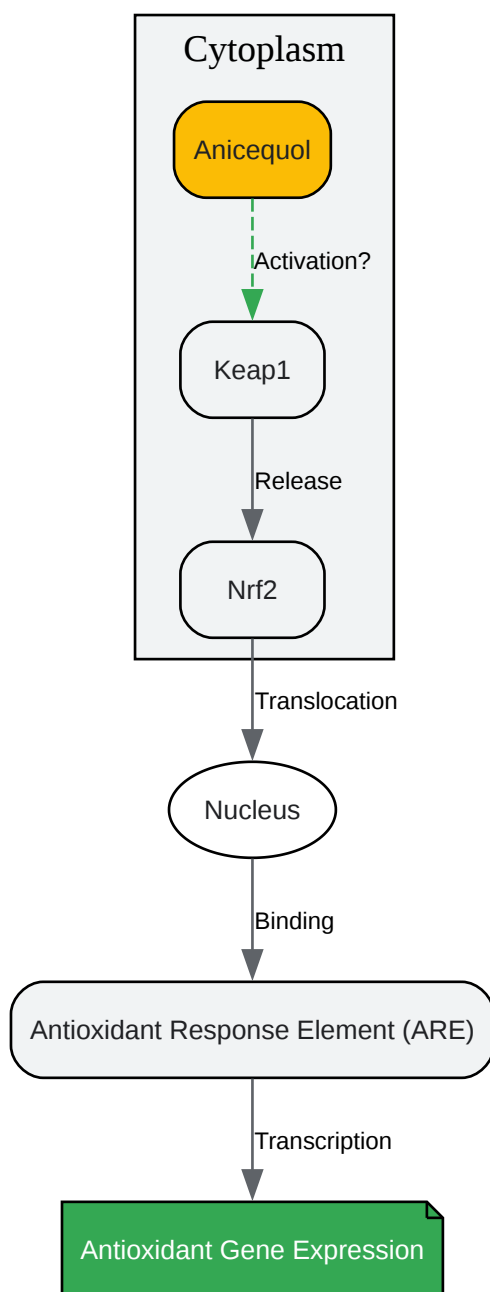 Cytoplasm
Anicequol
Activation?
Keap1
Release
Nrf2
Translocation
Nucleus
Binding
Antioxidant Response Element (ARE)
Transcription
Antioxidant Gene Expression